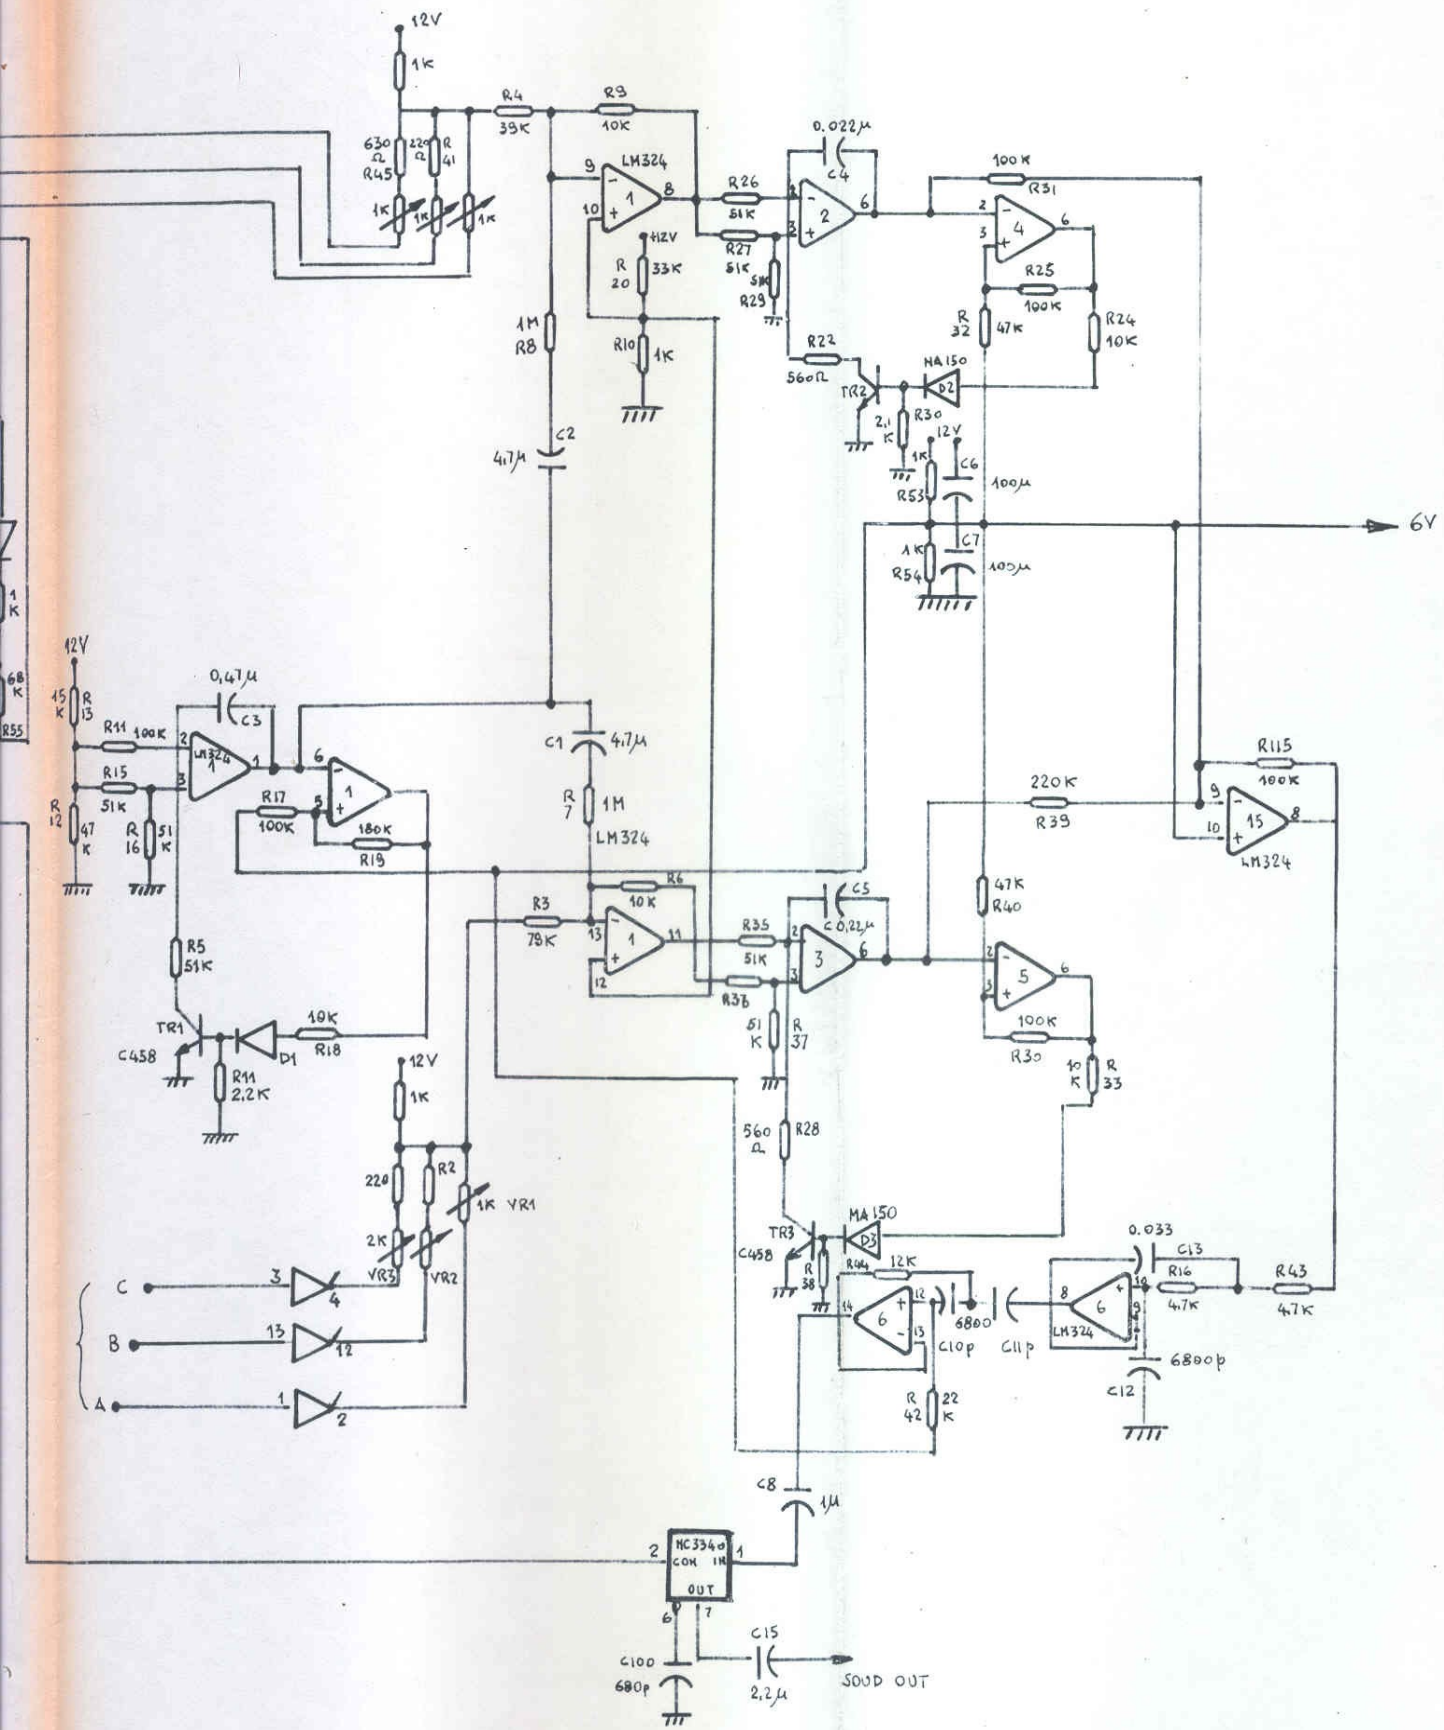 12V
1K
R4
39K
R9
10K
630
Ω
R45
220
Ω
R
41
1K
1K
1K
LM324
9
10
1
8
+12V
R
20
33K
R10
1K
1M
R8
C2
4.7µ
R26
51K
R27
51K
51K
R29
0.022µ
C4
3
2
6
R22
560Ω
TR2
2,1
K
R30
MA150
D2
100K
R31
2
3
4
6
R25
100K
R
32
47K
R24
10K
12V
1K
R53
C6
100µ
1K
R54
C7
100µ
6V
1
K
68
K
R55
12V
15
K
R
13
R11
100K
R15
51K
R
12
47
K
R
16
51
K
0,47µ
C3
2
3
LM324
1
1
6
5
1
R17
100K
180K
R19
R5
51K
TR1
C458
R11
2.2K
D1
10K
R18
C1
4.7µ
R
7
1M
LM324
R3
79K
R6
10K
13
12
1
11
R35
51K
R36
51
K
R
37
C5
0,22µ
2
3
3
6
220K
R39
47K
R40
2
3
5
6
100K
R30
10
K
R
33
R115
100K
9
10
15
8
LM324
12V
1K
220
R2
1K
VR1
2K
VR3
VR2
C
3
4
B
13
12
A
1
2
560
Ω
R28
TR3
C458
MA150
D3
R
38
R44
12K
14
6
12
13
6800
C10p
C11p
R
42
22
K
0.033
C13
8
6
10
9
LM324
R16
4.7K
R43
4.7K
6800p
C12
C8
1µ
2
MC3340
CON IN
OUT
1
6
7
C100
680p
C15
2,2µ
SOUD OUT